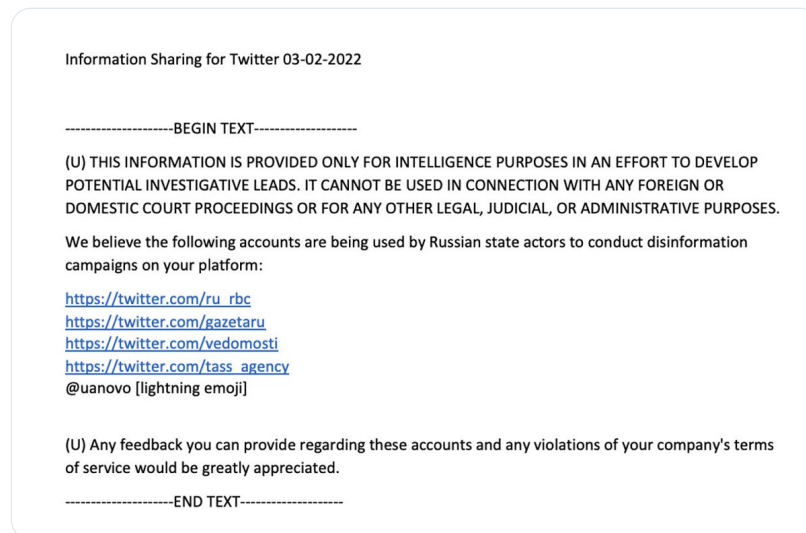 Information Sharing for Twitter 03-02-2022
---------------------BEGIN TEXT--------------------
(U) THIS INFORMATION IS PROVIDED ONLY FOR INTELLIGENCE PURPOSES IN AN EFFORT TO DEVELOP
POTENTIAL INVESTIGATIVE LEADS. IT CANNOT BE USED IN CONNECTION WITH ANY FOREIGN OR
DOMESTIC COURT PROCEEDINGS OR FOR ANY OTHER LEGAL, JUDICIAL, OR ADMINISTRATIVE PURPOSES.
We believe the following accounts are being used by Russian state actors to conduct disinformation
campaigns on your platform:
https://twitter.com/ru_rbc
https://twitter.com/gazetaru
https://twitter.com/vedomosti
https://twitter.com/tass_agency
@uanovo [lightning emoji]
(U) Any feedback you can provide regarding these accounts and any violations of your company's terms
of service would be greatly appreciated.
---------------------END TEXT--------------------